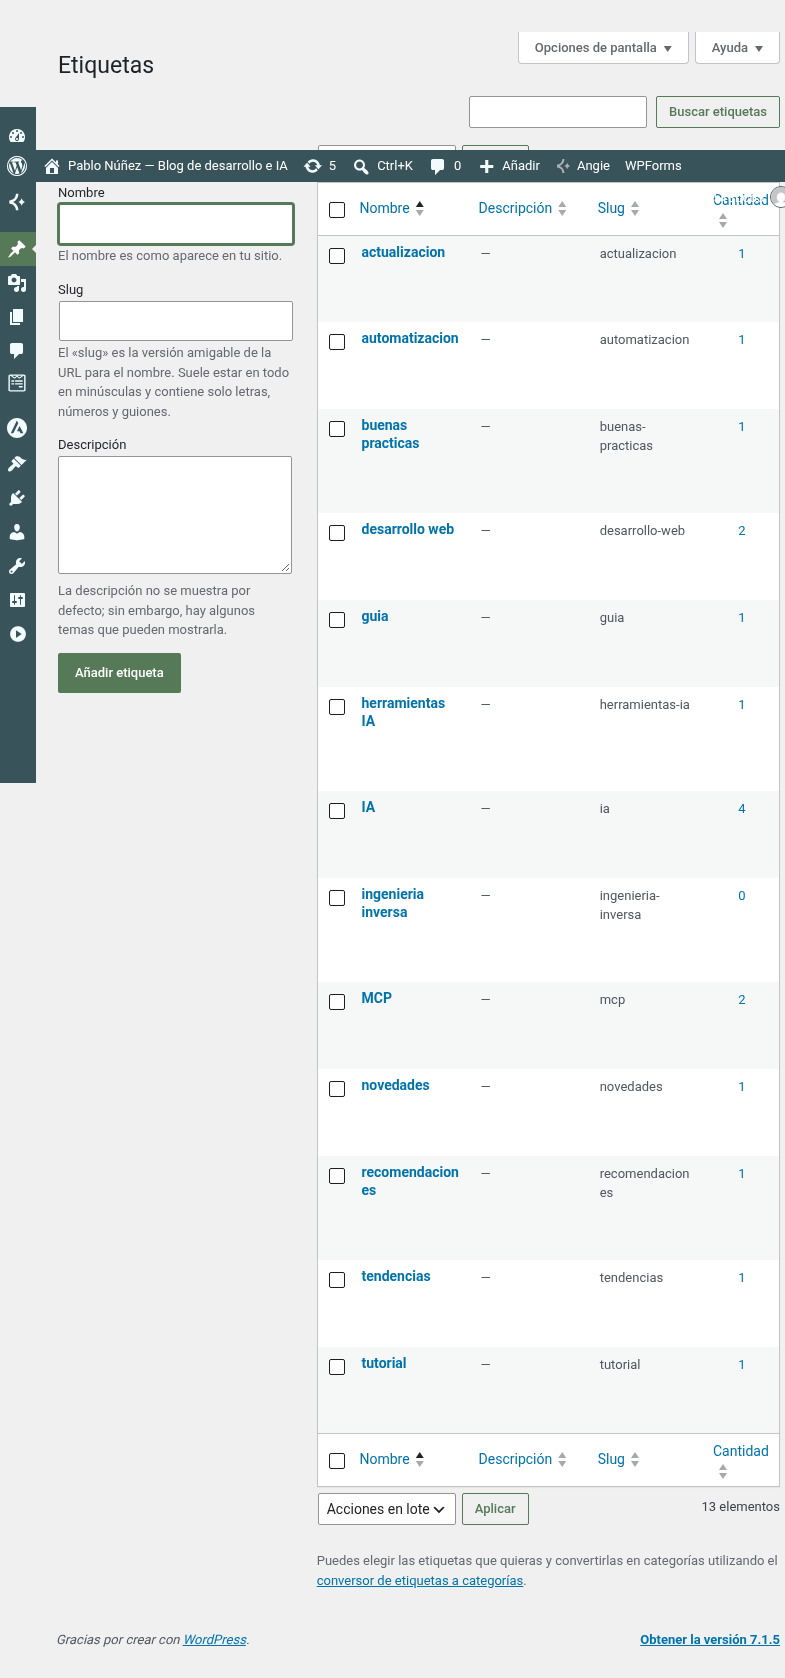 Opciones de pantalla
Ayuda
Etiquetas
Buscar etiquetas
Pablo Núñez — Blog de desarrollo e IA 5 Ctrl+K 0 Añadir Angie WPForms
Nombre
El nombre es como aparece en tu sitio.
Slug
El «slug» es la versión amigable de la
URL para el nombre. Suele estar en todo
en minúsculas y contiene solo letras,
números y guiones.
Descripción
La descripción no se muestra por
defecto; sin embargo, hay algunos
temas que pueden mostrarla.
Añadir etiqueta
Nombre Descripción Slug Cantidad
actualizacion — actualizacion 1
automatizacion — automatizacion 1
buenas — buenas- 1
practicas practicas
desarrollo web — desarrollo-web 2
guia — guia 1
herramientas — herramientas-ia 1
IA
IA — ia 4
ingenieria — ingenieria- 0
inversa inversa
MCP — mcp 2
novedades — novedades 1
recomendacion — recomendacion 1
es es
tendencias — tendencias 1
tutorial — tutorial 1
Nombre Descripción Slug Cantidad
Acciones en lote Aplicar 13 elementos
Puedes elegir las etiquetas que quieras y convertirlas en categorías utilizando el
conversor de etiquetas a categorías.
Gracias por crear con WordPress. Obtener la versión 7.1.5